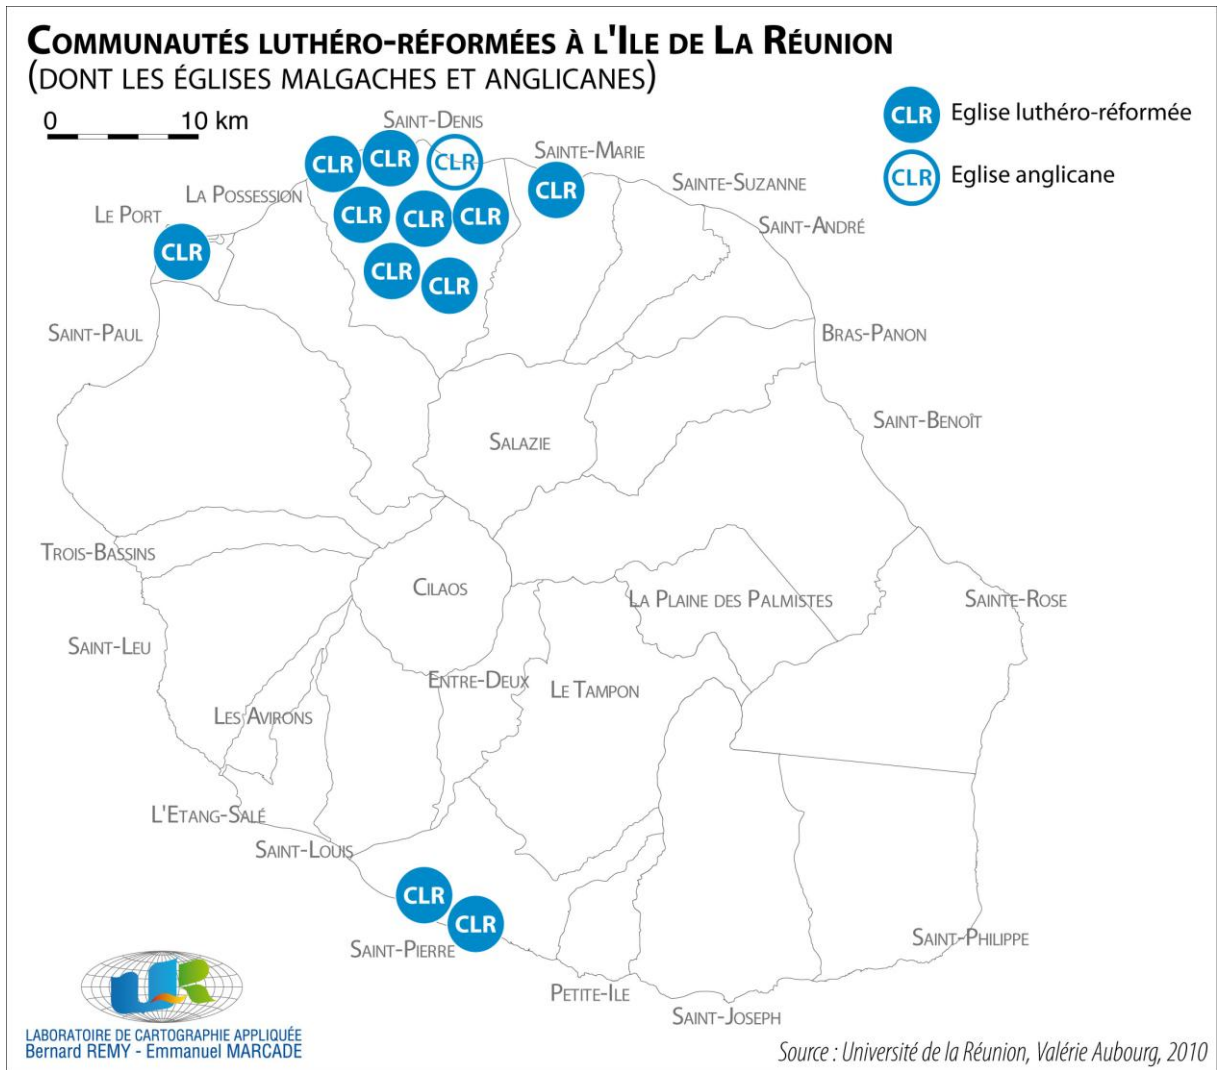 COMMUNAUTÉS LUTHÉRO-RÉFORMÉES À L'ILE DE LA RÉUNION
(DONT LES ÉGLISES MALGACHES ET ANGLICANES)
0 10 km
CLR Eglise luthéro-réformée
CLR Eglise anglicane
SAINT-DENIS
CLR CLR CLR
SAINTE-MARIE
CLR
LA POSSESSION
SAINTE-SUZANNE
LE PORT
CLR CLR CLR
SAINT-ANDRÉ
CLR
CLR CLR
SAINT-PAUL
BRAS-PANON
SAINT-BENOÎT
SALAZIE
TROIS-BASSINS
CILAOS
LA PLAINE DES PALMISTES
SAINTE-ROSE
SAINT-LEU
ENTRE-DEUX
LE TAMPON
LES AVIRONS
L'ETANG-SALÉ
SAINT-LOUIS
CLR
CLR
SAINT-PIERRE
SAINT-PHILIPPE
PETITE-ILE
SAINT-JOSEPH
UR
LABORATOIRE DE CARTOGRAPHIE APPLIQUÉE
Bernard REMY - Emmanuel MARCADE
Source : Université de la Réunion, Valérie Aubourg, 2010